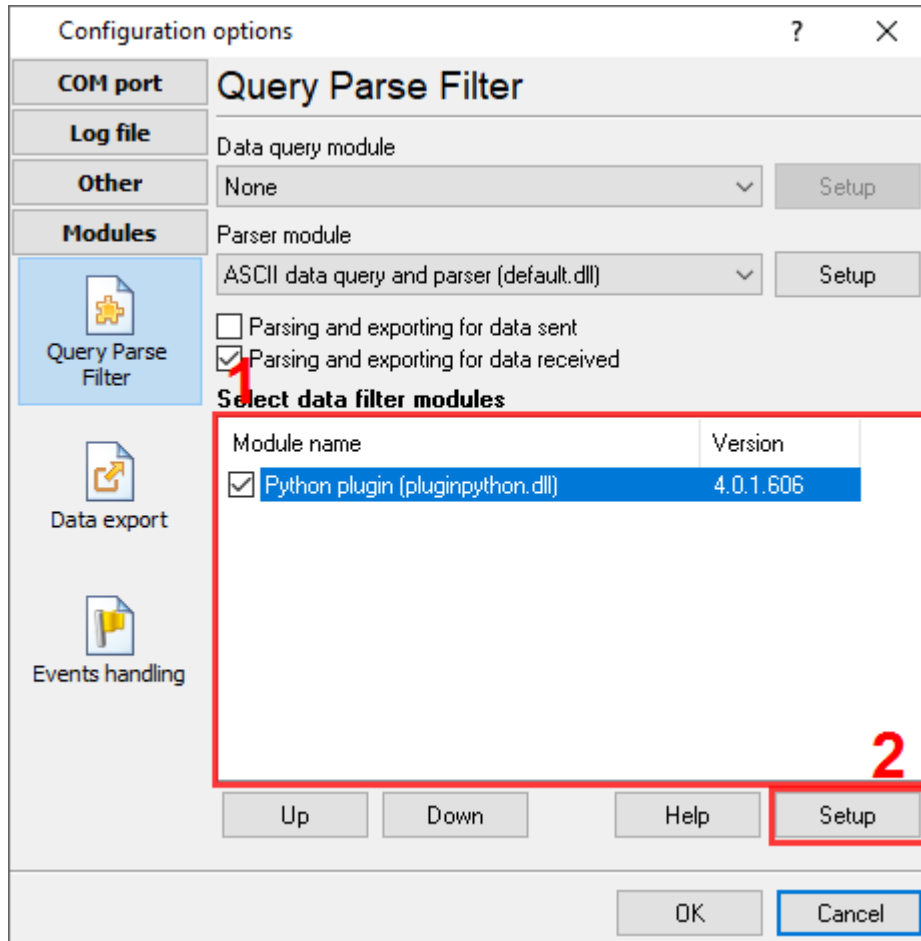 Configuration options
?
COM port
Log file
Other
Modules
Query Parse
Filter
Data export
Events handling
Query Parse Filter
Data query module
None
Setup
Parser module
ASCII data query and parser (default.dll)
Setup
Parsing and exporting for data sent
Parsing and exporting for data received
1
Select data filter modules
Module name Version
Python plugin (pluginpython.dll) 4.0.1.606
2
Up Down Help Setup
OK Cancel